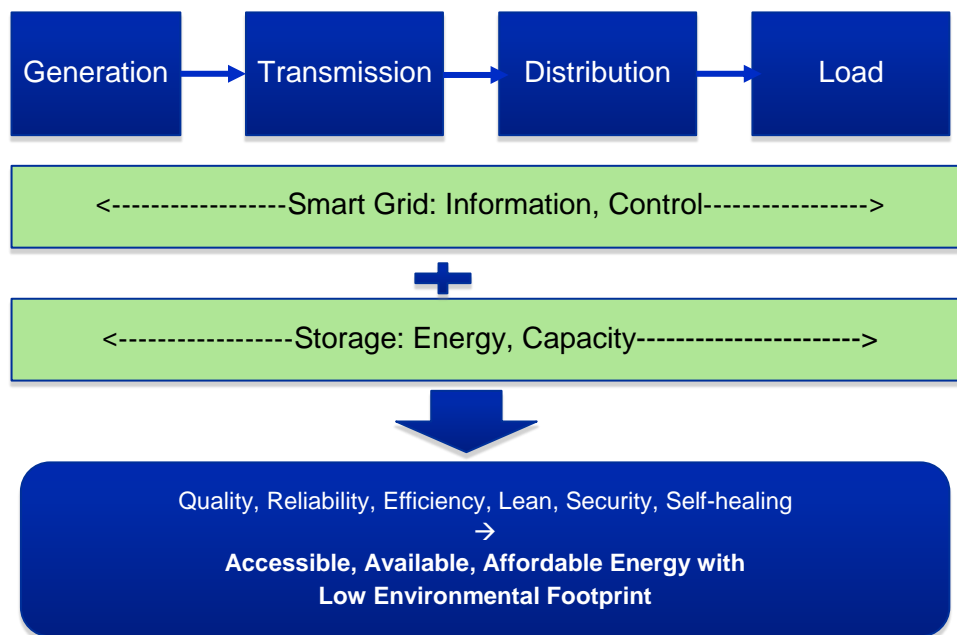 Generation Transmission Distribution Load
<------------------Smart Grid: Information, Control----------------->
<------------------Storage: Energy, Capacity----------------------->
Quality, Reliability, Efficiency, Lean, Security, Self-healing
→
Accessible, Available, Affordable Energy with
Low Environmental Footprint